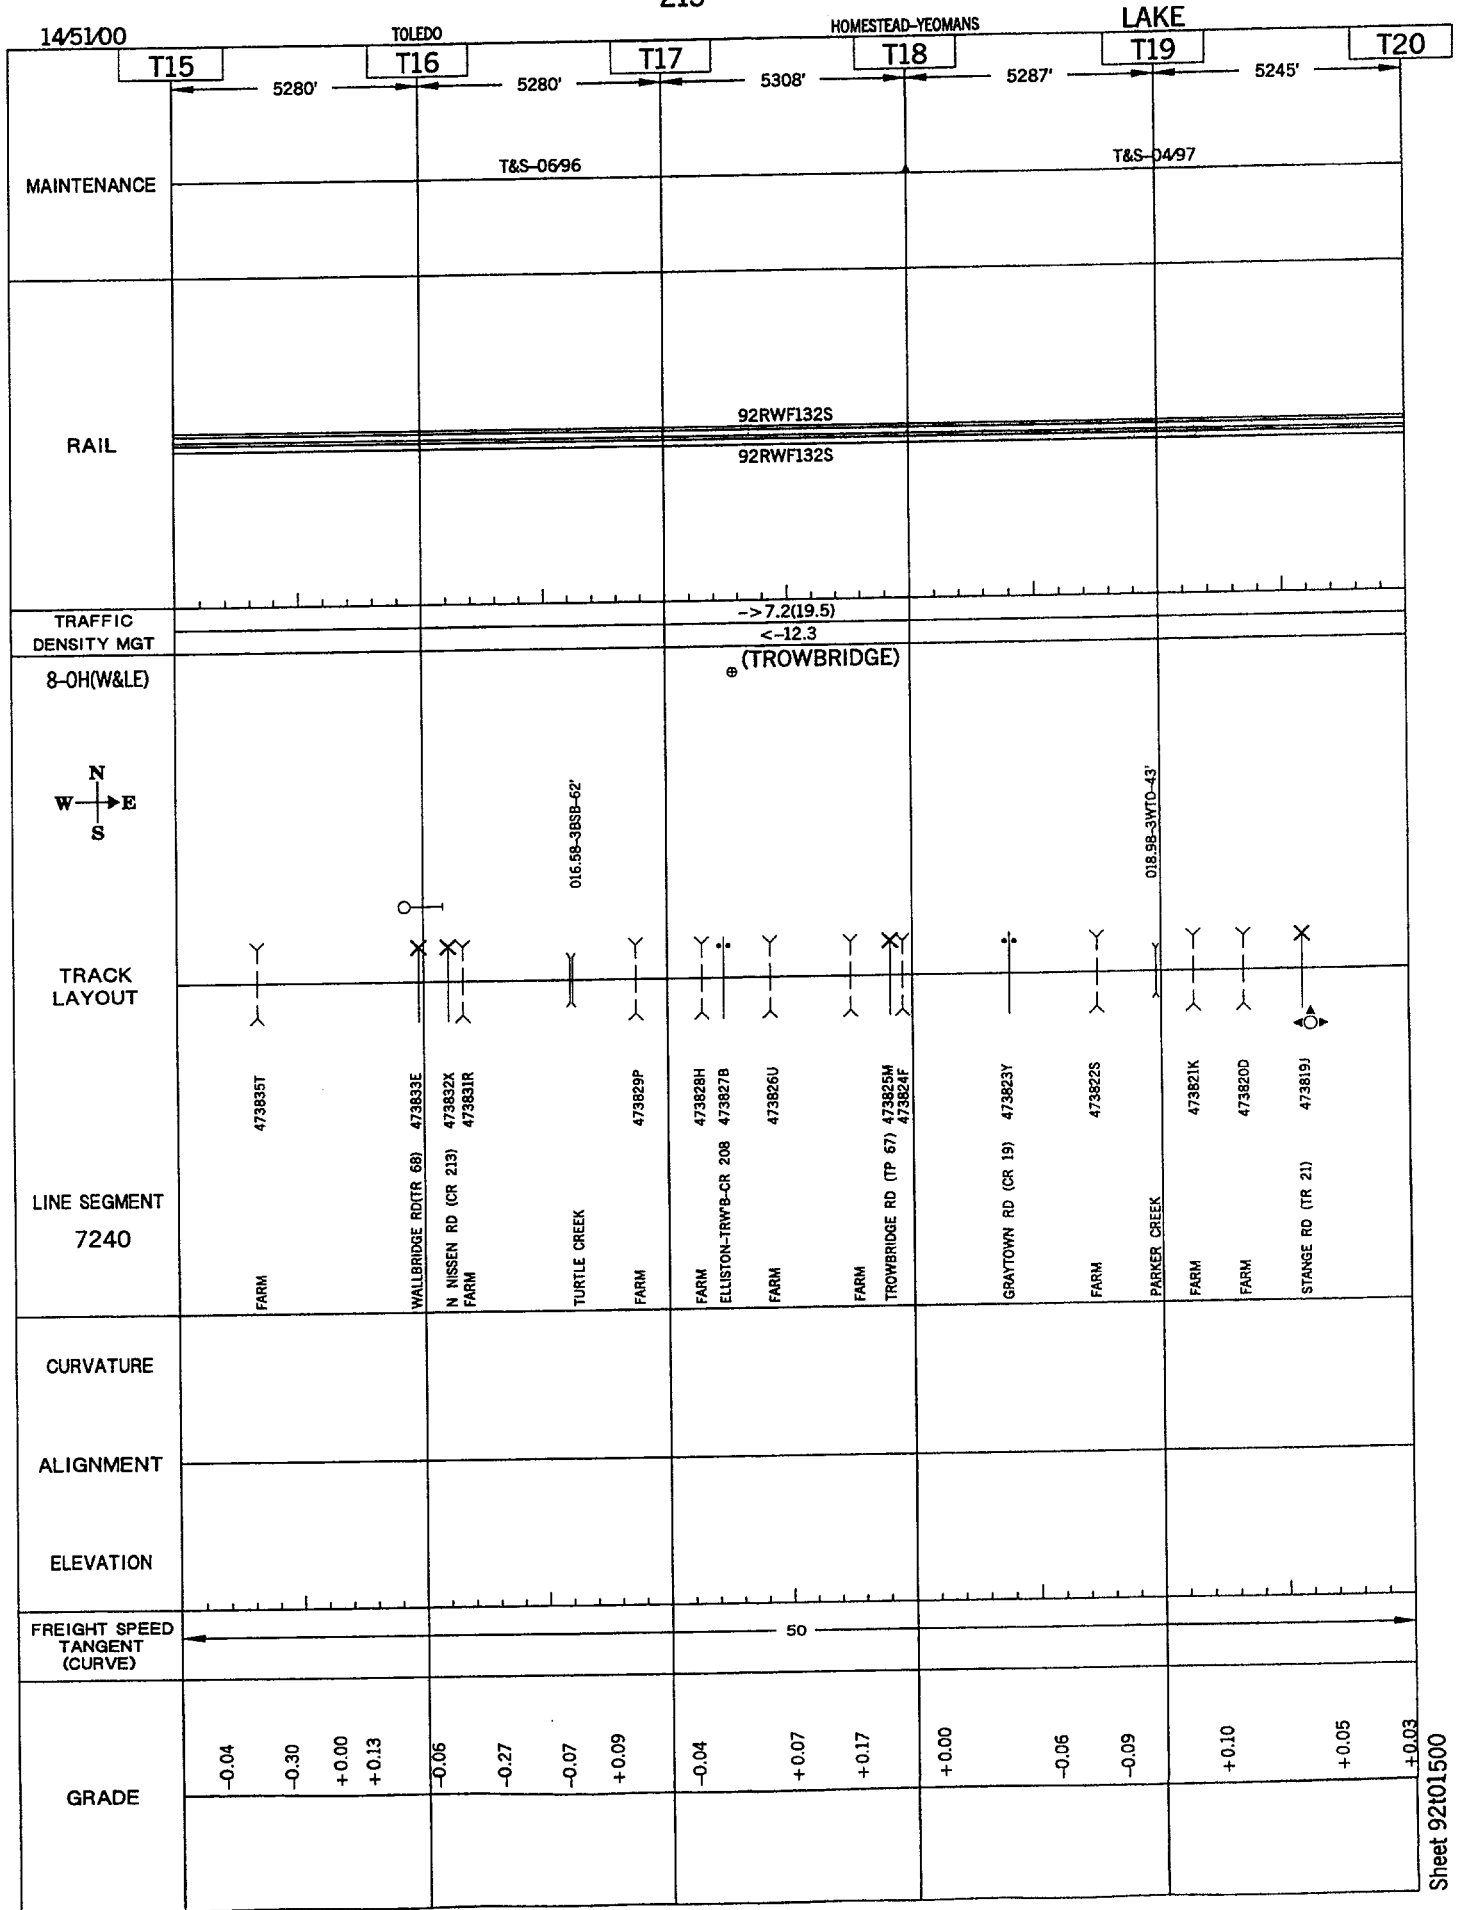 14/51/00
TOLEDO
HOMESTEAD-YEOMANS
LAKE
T15
T16
T17
T18
T19
T20
5280'
5280'
5308'
5287'
5245'
MAINTENANCE
T&S-06/96
T&S-04/97
RAIL
92RWF132S
92RWF132S
TRAFFIC
DENSITY MGT
->7.2(19.5)
<-12.3
8-OH(W&LE)
(TROWBRIDGE)
N
W E
S
016.58-3BSB-62'
018.98-3WTO-43'
TRACK
LAYOUT
473835T
473833E
473832X
473831R
473829P
473828H
473827B
473826U
473825M
473824F
473823Y
473822S
473821K
473820D
473819J
LINE SEGMENT
7240
FARM
WALLBRIDGE RD(TR 68)
N NISSEN RD (CR 213)
FARM
TURTLE CREEK
FARM
FARM
ELLISTON-TRW'B-CR 208
FARM
FARM
TROWBRIDGE RD (TP 67)
GRAYTOWN RD (CR 19)
FARM
PARKER CREEK
FARM
FARM
STANGE RD (TR 21)
CURVATURE
ALIGNMENT
ELEVATION
FREIGHT SPEED
TANGENT
(CURVE)
50
GRADE
-0.04
-0.30
+0.00
+0.13
-0.06
-0.27
-0.07
+0.09
-0.04
+0.07
+0.17
+0.00
-0.06
-0.09
+0.10
+0.05
+0.03
Sheet 92t01500